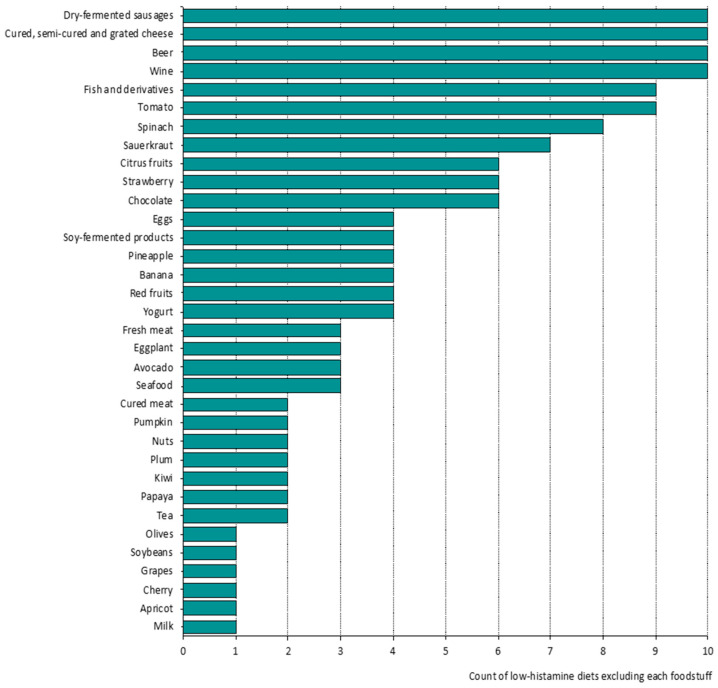 Dry-fermented sausages
Cured, semi-cured and grated cheese
Beer
Wine
Fish and derivatives
Tomato
Spinach
Sauerkraut
Citrus fruits
Strawberry
Chocolate
Eggs
Soy-fermented products
Pineapple
Banana
Red fruits
Yogurt
Fresh meat
Eggplant
Avocado
Seafood
Cured meat
Pumpkin
Nuts
Plum
Kiwi
Papaya
Tea
Olives
Soybeans
Grapes
Cherry
Apricot
Milk
0 1 2 3 4 5 6 7 8 9 10
Count of low-histamine diets excluding each foodstuff